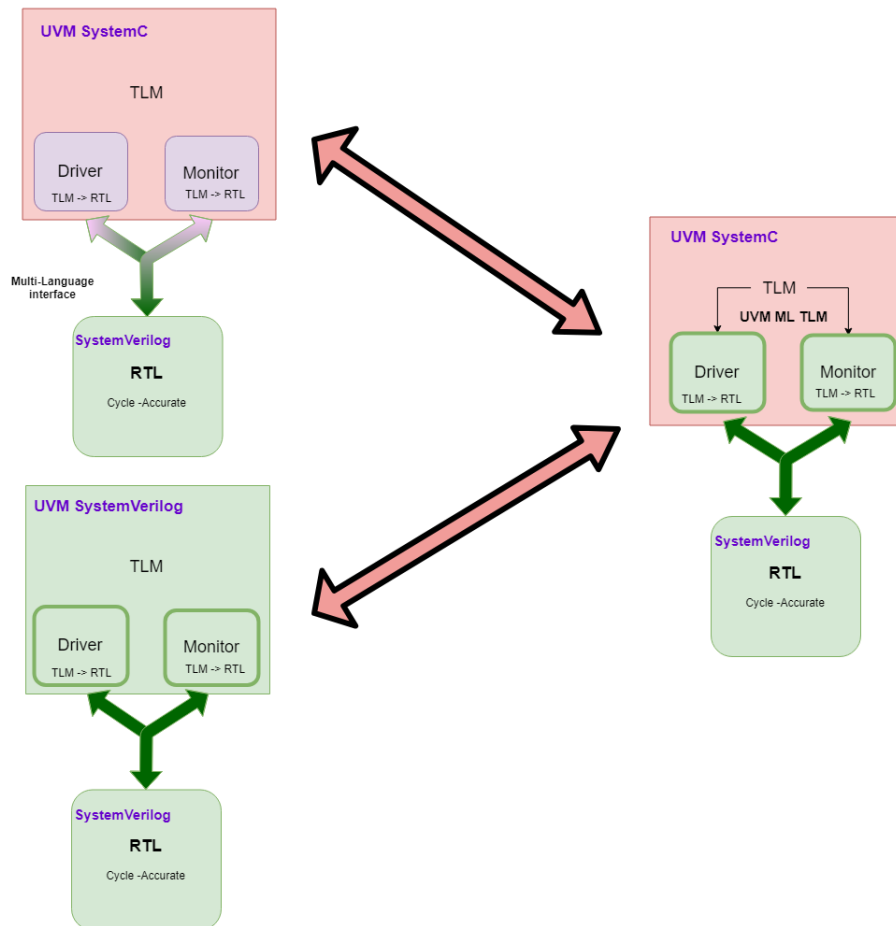 UVM SystemC
TLM
Driver
TLM -> RTL
Monitor
TLM -> RTL
Multi-Language
interface
SystemVerilog
RTL
Cycle -Accurate
UVM SystemVerilog
TLM
Driver
TLM -> RTL
Monitor
TLM -> RTL
SystemVerilog
RTL
Cycle -Accurate
UVM SystemC
TLM
UVM ML TLM
Driver
TLM -> RTL
Monitor
TLM -> RTL
SystemVerilog
RTL
Cycle -Accurate